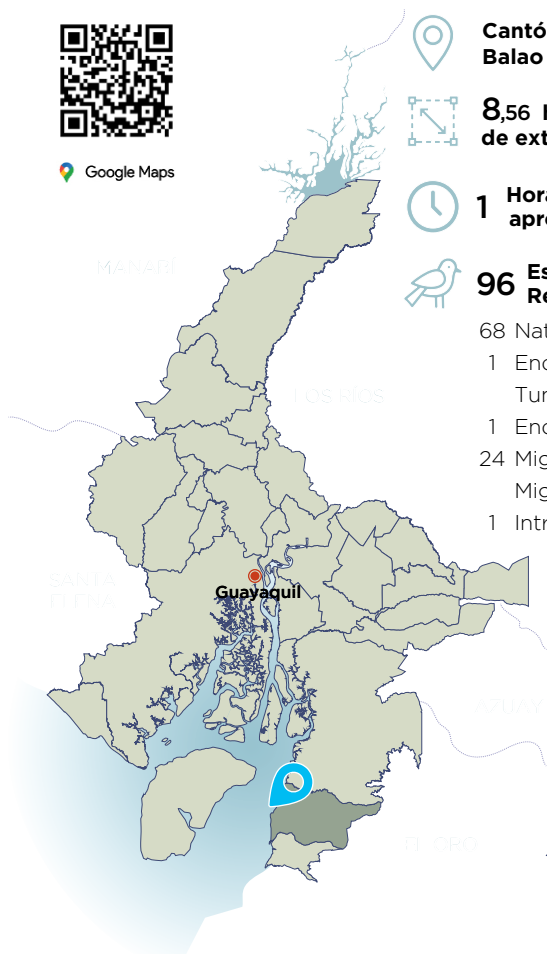 Google Maps
Cantó
Balao
8,56
de ext
1 Hora
apro
96 Es
Re
68 Nat
1 End
Tur
1 End
24 Mig
Mig
1 Intr
MANABÍ
LOS RÍOS
SANTA
ELENA
Guayaquil
AZUAY
EL ORO